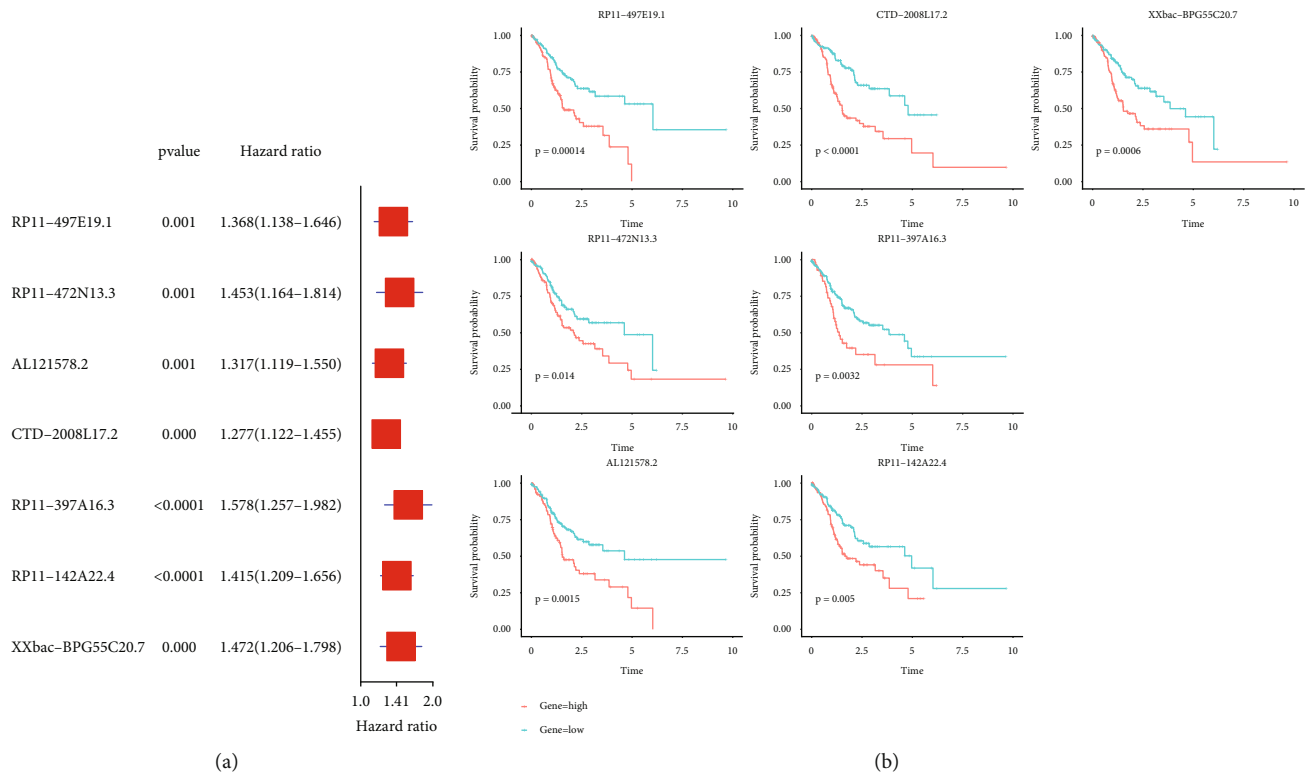 pvalue Hazard ratio
RP11−497E19.1 0.001 1.368(1.138−1.646)
RP11−472N13.3 0.001 1.453(1.164−1.814)
AL121578.2 0.001 1.317(1.119−1.550)
CTD−2008L17.2 0.000 1.277(1.122−1.455)
RP11−397A16.3 <0.0001 1.578(1.257−1.982)
RP11−142A22.4 <0.0001 1.415(1.209−1.656)
XXbac−BPG55C20.7 0.000 1.472(1.206−1.798)
1.0 1.41 2.0
Hazard ratio
(a)
RP11−497E19.1
Survival probability
1.00
0.75
0.50
0.25
0.00
p = 0.00014
0 2.5 5 7.5 10
Time
CTD−2008L17.2
Survival probability
1.00
0.75
0.50
0.25
0.00
p < 0.0001
0 2.5 5 7.5 10
Time
XXbac−BPG55C20.7
Survival probability
1.00
0.75
0.50
0.25
0.00
p = 0.0006
0 2.5 5 7.5 10
Time
RP11−472N13.3
Survival probability
1.00
0.75
0.50
0.25
0.00
p = 0.014
0 2.5 5 7.5 10
Time
RP11−397A16.3
Survival probability
1.00
0.75
0.50
0.25
0.00
p = 0.0032
0 2.5 5 7.5 10
Time
AL121578.2
Survival probability
1.00
0.75
0.50
0.25
0.00
p = 0.0015
0 2.5 5 7.5 10
Time
RP11−142A22.4
Survival probability
1.00
0.75
0.50
0.25
0.00
p = 0.005
0 2.5 5 7.5 10
Time
Gene=high
Gene=low
(b)